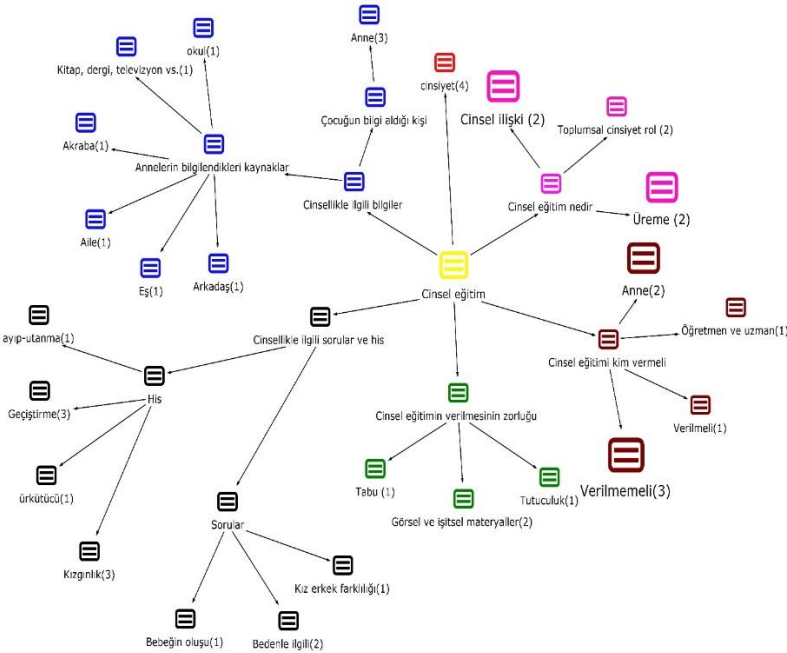 okul(1)
Kitap, dergi, televizyon vs.(1)
Anne(3)
cinsiyet(4)
Cinsel ilişki (2)
Toplumsal cinsiyet rol (2)
Çocuğun bilgi aldığı kişi
Akraba(1)
Annelerin bilgilendikleri kaynaklar
Cinsellikle ilgili bilgiler
Cinsel eğitim nedir
Üreme (2)
Aile(1)
Eş(1)
Arkadaş(1)
Cinsel eğitim
Anne(2)
Öğretmen ve uzman(1)
ayıp-utanma(1)
Cinsellikle ilgili sorular ve his
Cinsel eğitimi kim vermeli
His
Geçiştirme(3)
Cinsel eğitimin verilmesinin zorluğu
Verilmeli(1)
ürkütücü(1)
Tabu (1)
Tutuculuk(1)
Verilmemeli(3)
Sorular
Görsel ve işitsel materyaller(2)
Kızgınlık(3)
Kız erkek farklılığı(1)
Bebeğin oluşu(1)
Bedenle ilgili(2)